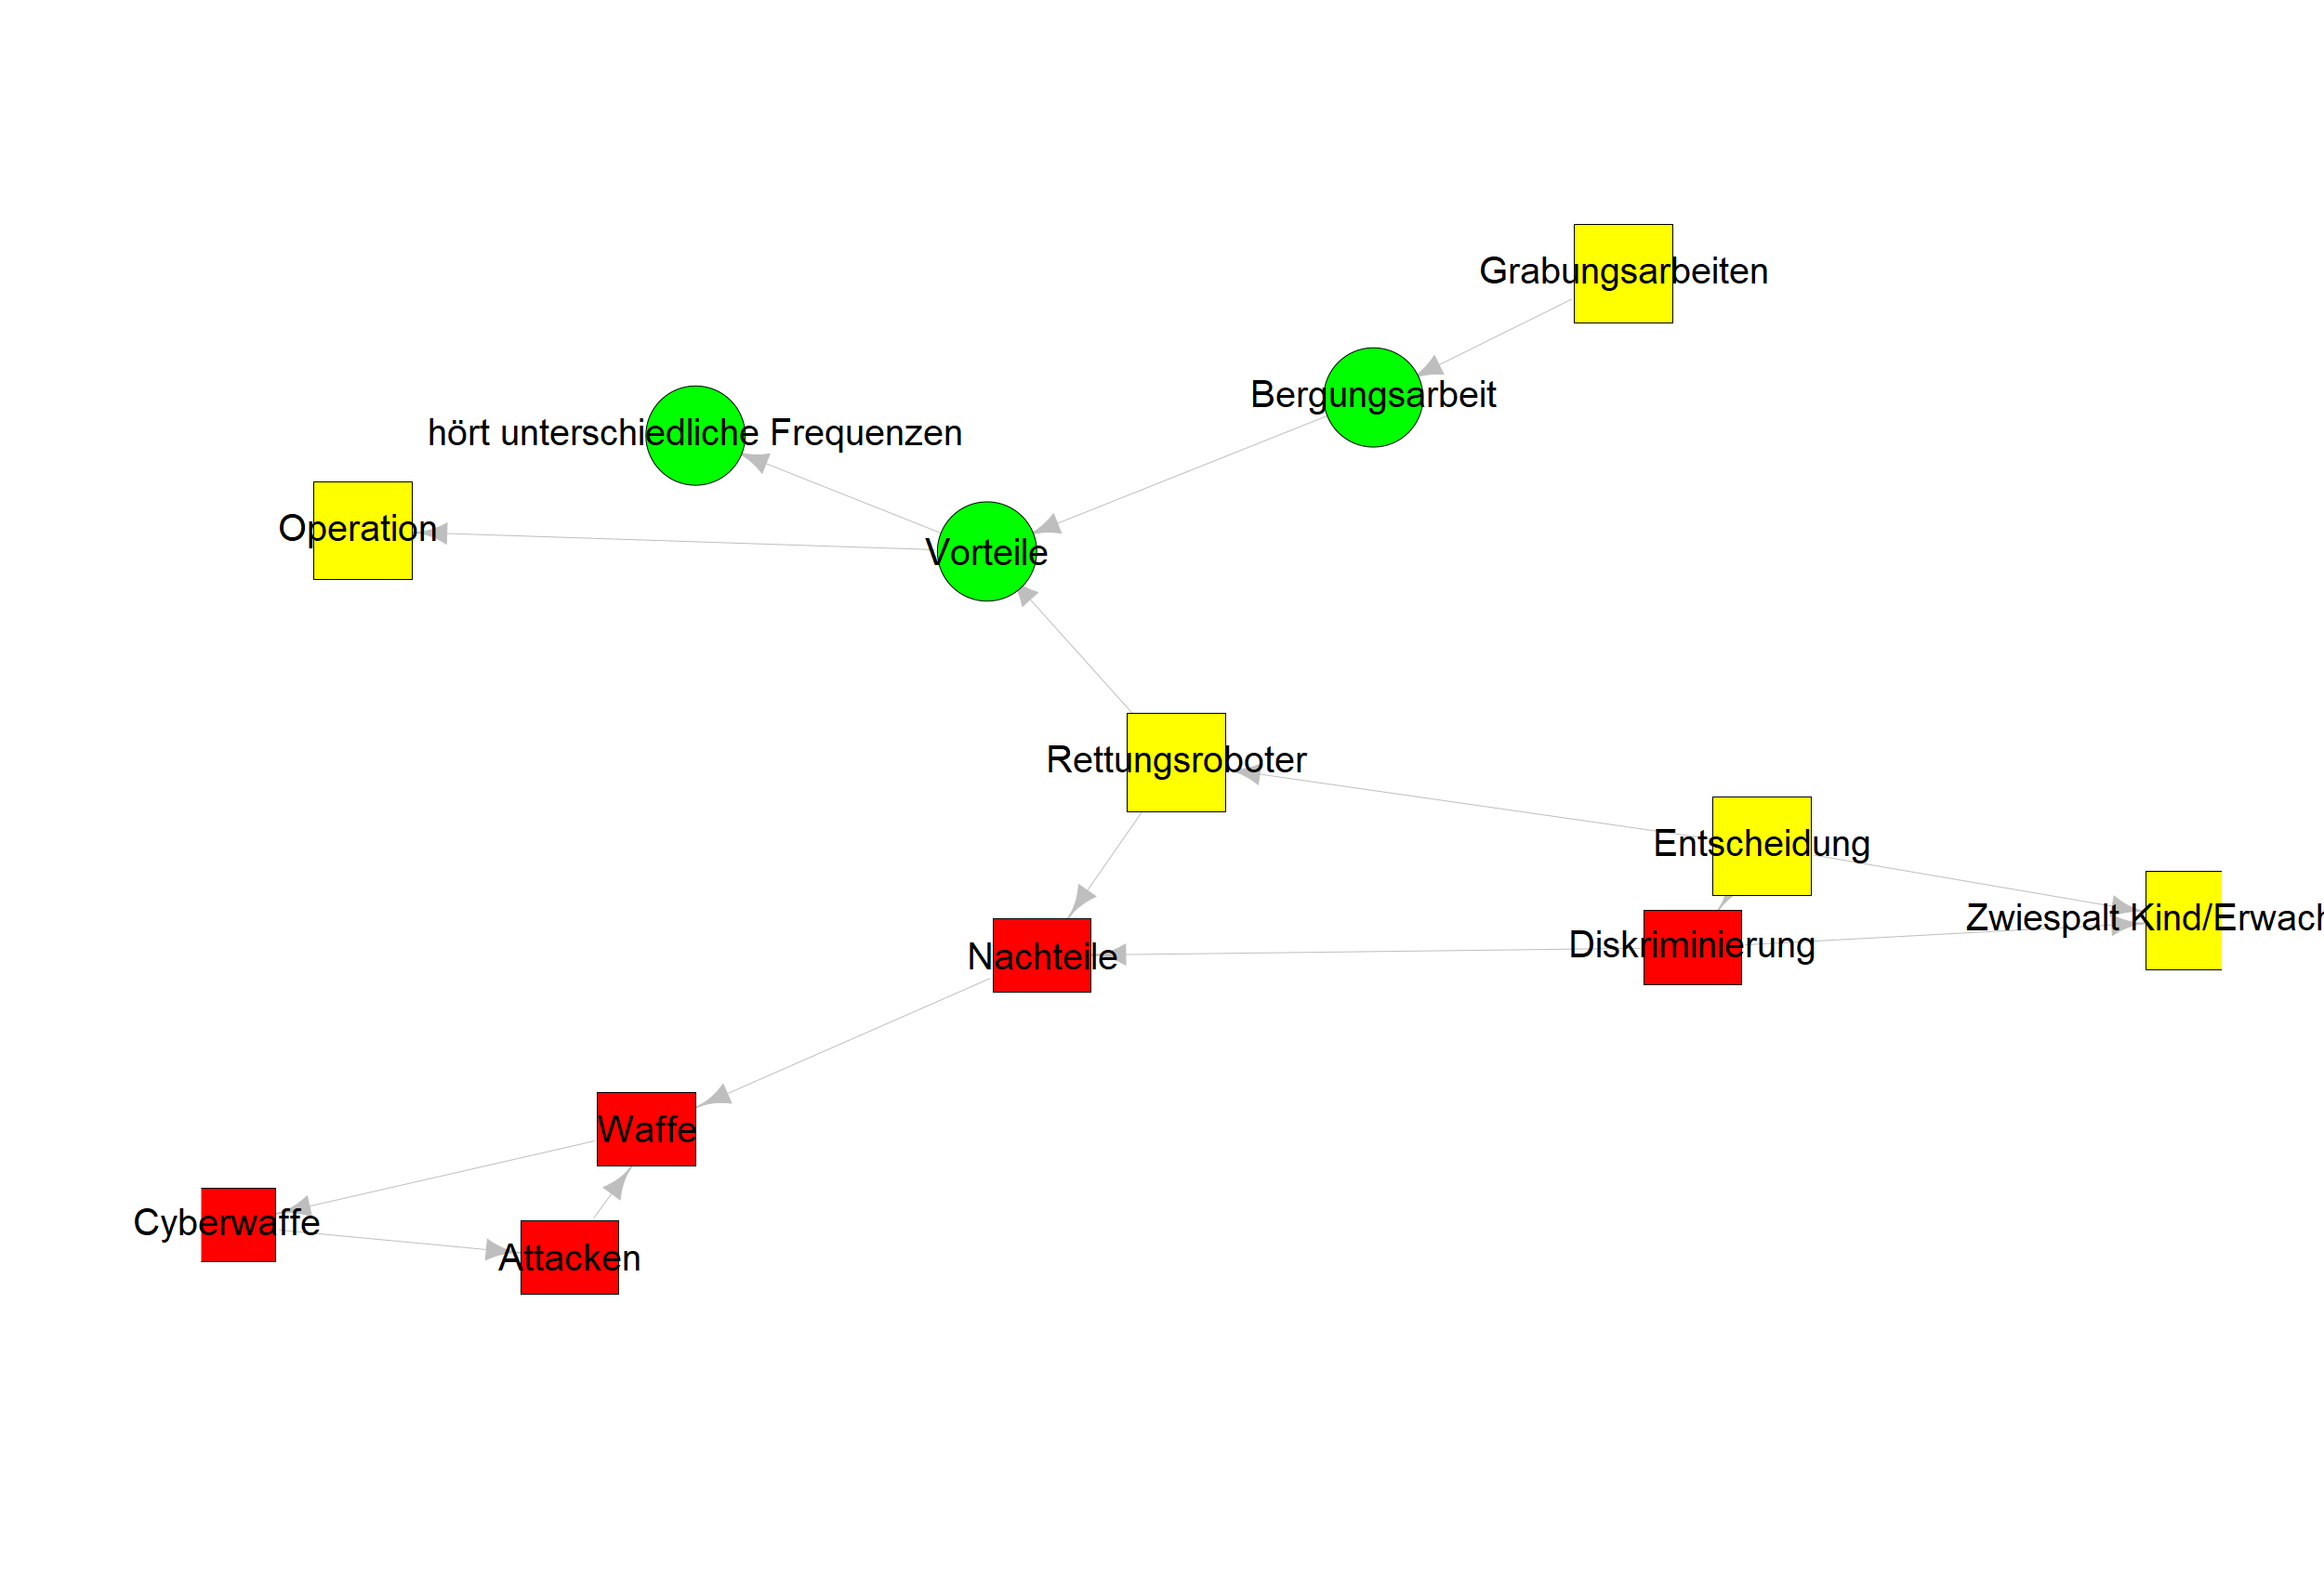 Grabungsarbeiten
Bergungsarbeit
hört unterschiedliche Frequenzen
Operation
Vorteile
Rettungsroboter
Entscheidung
Zwiespalt Kind/Erwach
Diskriminierung
Nachteile
Waffe
Cyberwaffe
Attacken